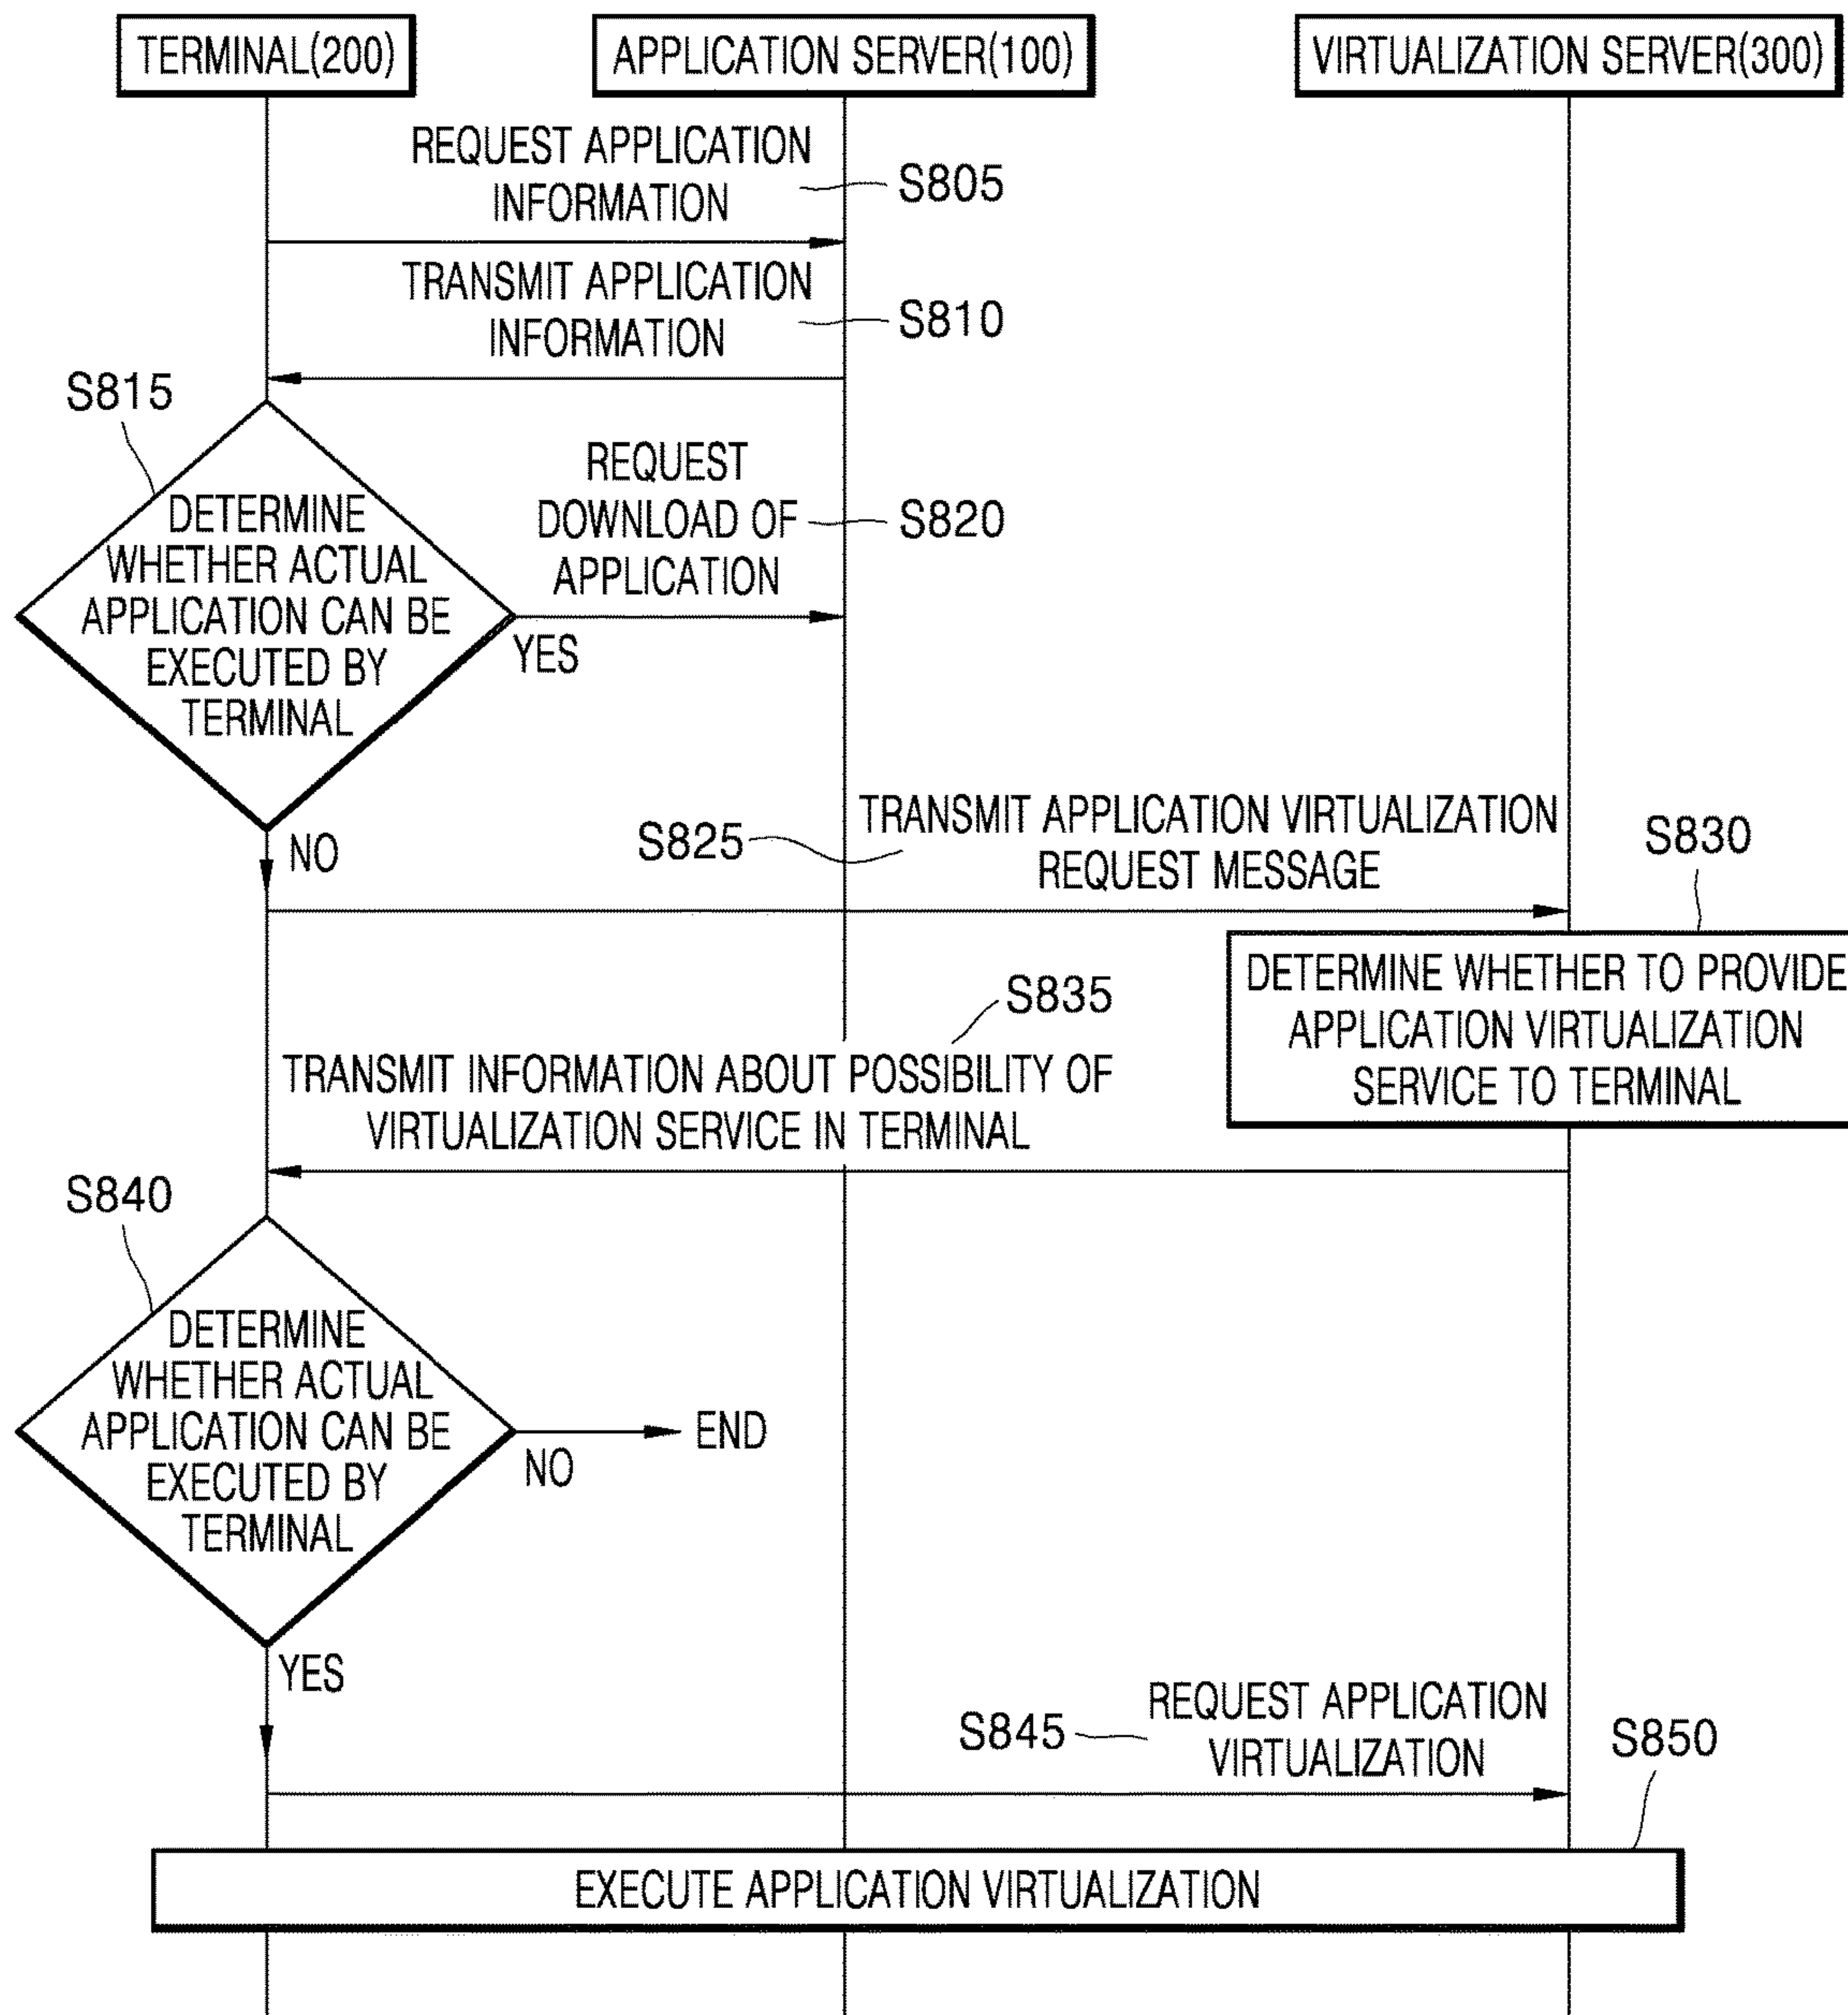 TERMINAL(200)
APPLICATION SERVER(100)
VIRTUALIZATION SERVER(300)
REQUEST APPLICATION
INFORMATION
S805
TRANSMIT APPLICATION
INFORMATION
S810
S815
DETERMINE
WHETHER ACTUAL
APPLICATION CAN BE
EXECUTED BY
TERMINAL
REQUEST
DOWNLOAD OF
APPLICATION
S820
YES
NO
S825
TRANSMIT APPLICATION VIRTUALIZATION
REQUEST MESSAGE
S830
DETERMINE WHETHER TO PROVIDE
APPLICATION VIRTUALIZATION
SERVICE TO TERMINAL
S835
TRANSMIT INFORMATION ABOUT POSSIBILITY OF
VIRTUALIZATION SERVICE IN TERMINAL
S840
DETERMINE
WHETHER ACTUAL
APPLICATION CAN BE
EXECUTED BY
TERMINAL
NO
END
YES
S845
REQUEST APPLICATION
VIRTUALIZATION
S850
EXECUTE APPLICATION VIRTUALIZATION